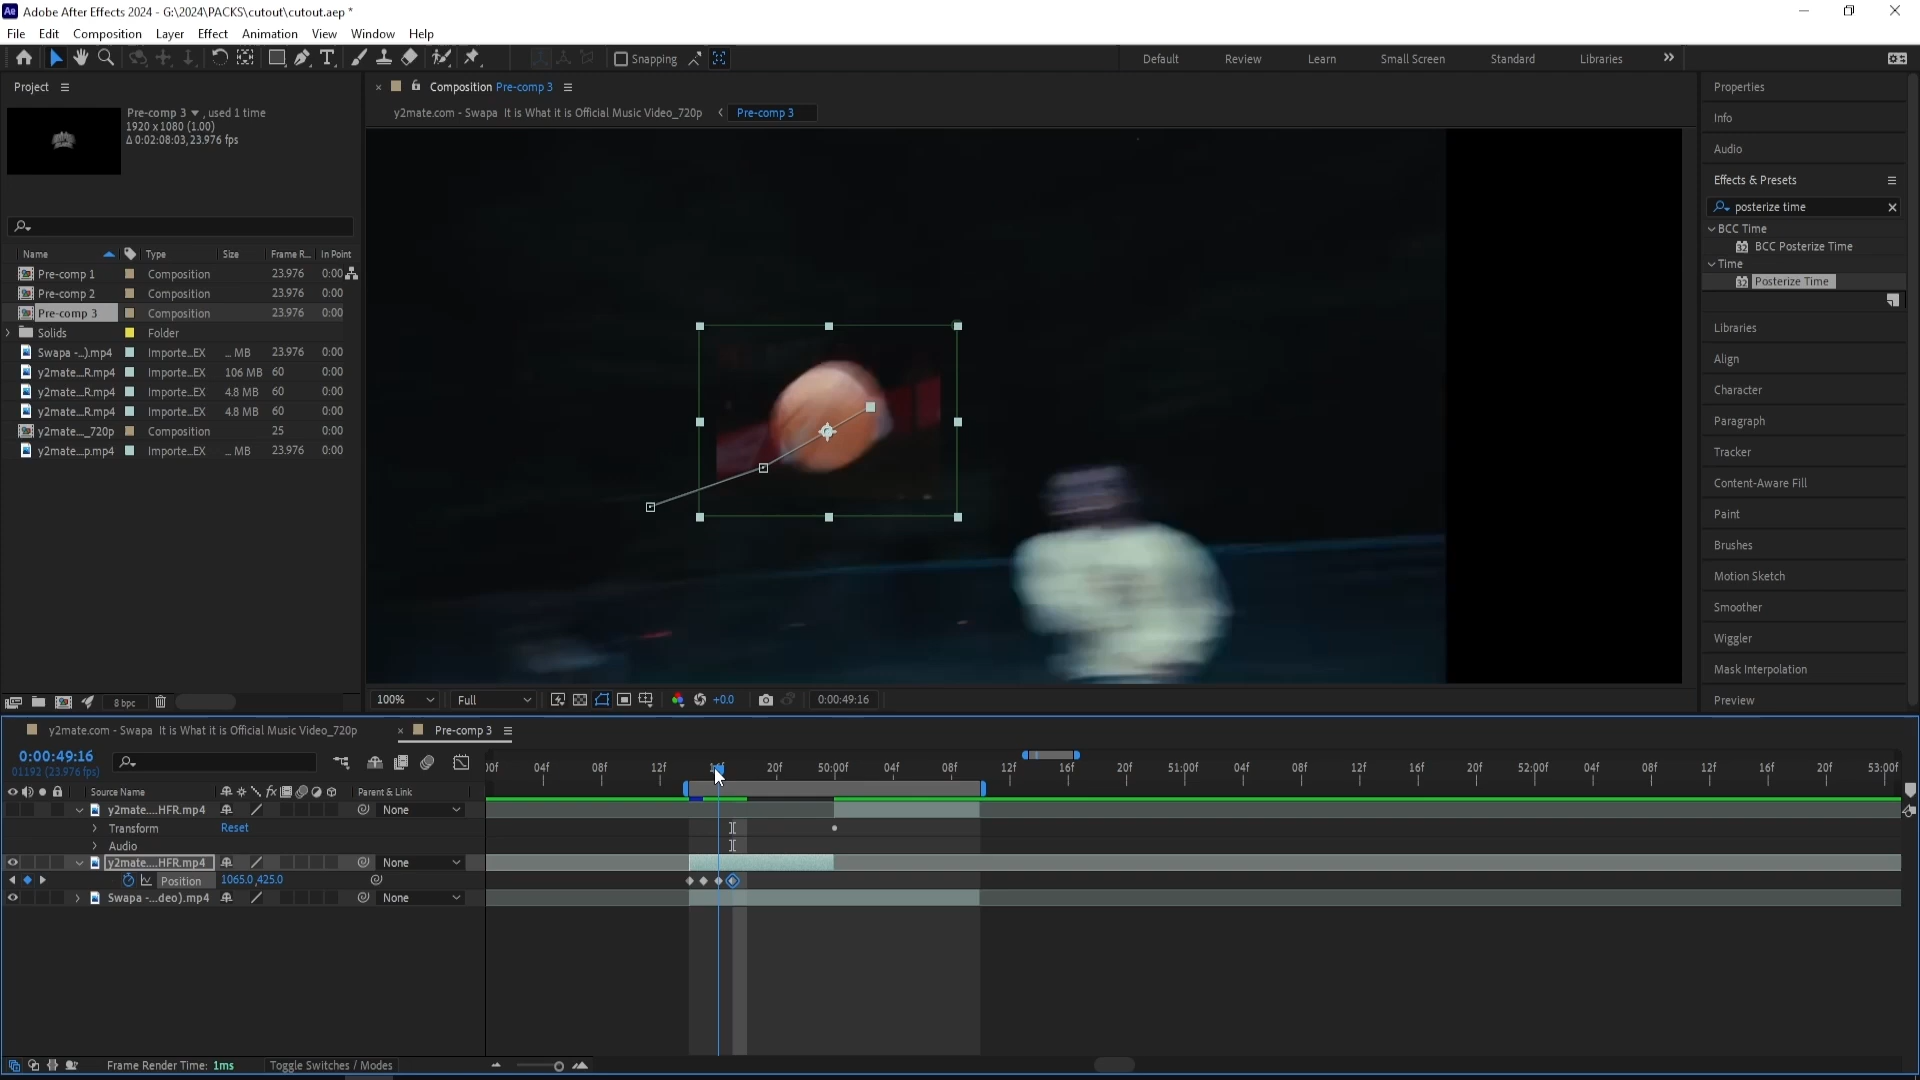 Adobe After Effects 2024 - G:\2024\PACKS\cutout\cutout.aep *
File Edit Composition Layer Effect Animation View Window Help
Snapping
Default Review Learn Small Screen Standard Libraries
Project
Pre-comp 3 , used 1 time
1920 x 1080 (1.00)
Δ 0:02:08:03, 23.976 fps
Name Type Size Frame R... In Point
Pre-comp 1 Composition 23.976 0:00
Pre-comp 2 Composition 23.976 0:00
Pre-comp 3 Composition 23.976 0:00
Solids Folder
Swapa -...).mp4 Importe...EX ... MB 23.976 0:00
y2mate....R.mp4 Importe...EX 106 MB 60 0:00
y2mate....R.mp4 Importe...EX 4.8 MB 60 0:00
y2mate....R.mp4 Importe...EX 4.8 MB 60 0:00
y2mate...._720p Composition 25 0:00
y2mate....p.mp4 Importe...EX ... MB 23.976 0:00
8 bpc
Composition Pre-comp 3
y2mate.com - Swapa It is What it is Official Music Video_720p Pre-comp 3
100% Full +0.0 0:00:49:16
Properties
Info
Audio
Effects & Presets
posterize time
BCC Time
BCC Posterize Time
Time
Posterize Time
Libraries
Align
Character
Paragraph
Tracker
Content-Aware Fill
Paint
Brushes
Motion Sketch
Smoother
Wiggler
Mask Interpolation
Preview
y2mate.com - Swapa It is What it is Official Music Video_720p Pre-comp 3
0:00:49:16
01192 (23.976 fps)
:00f 04f 08f 12f 16f 20f 50:00f 04f 08f 12f 16f 20f 51:00f 04f 08f 12f 16f 20f 52:00f 04f 08f 12f 16f 20f 53:00f
Source Name Parent & Link
y2mate....HFR.mp4 None
Transform Reset
Audio
y2mate....HFR.mp4 None
Position 1065.0,425.0
Swapa -...deo).mp4 None
Frame Render Time: 1ms Toggle Switches / Modes